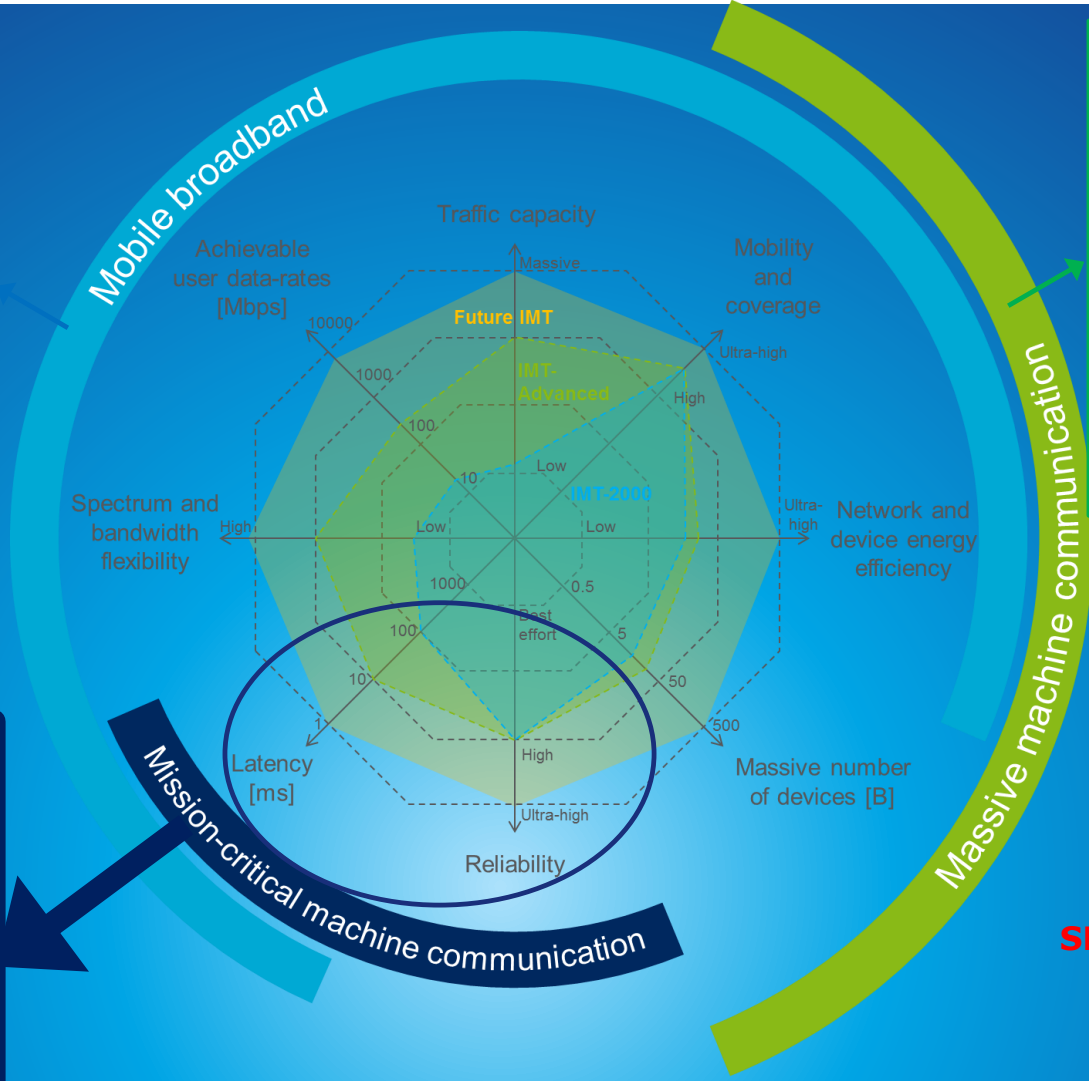 Mobile broadband
Massive machine communication
Mission-critical machine communication
Traffic capacity
Massive
Achievable
user data-rates
[Mbps]
10000
1000
100
10
Mobility
and
coverage
Ultra-high
High
Low
Future IMT
IMT-
Advanced
IMT-2000
Spectrum and
bandwidth
flexibility
High
Low
Network and
device energy
efficiency
Ultra-
high
Low
1000
100
10
1
Latency
[ms]
Best
effort
High
Ultra-high
Reliability
0.5
5
50
500
Massive number
of devices [B]